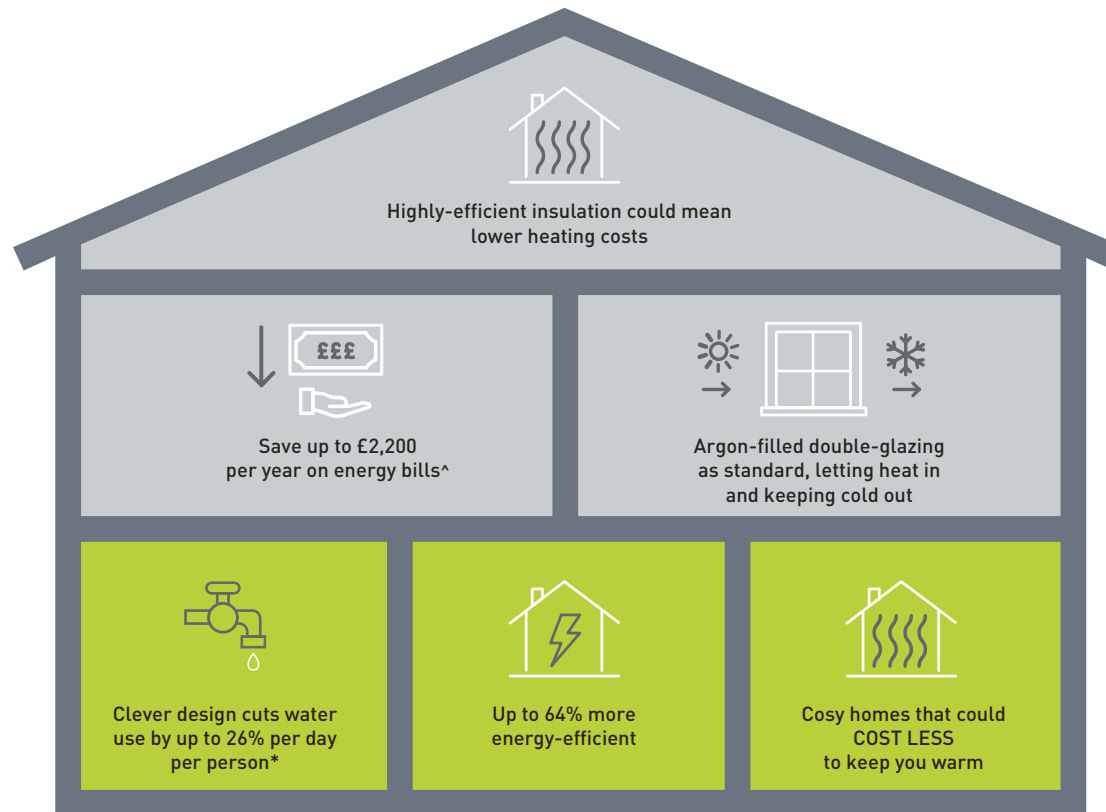 Highly-efficient insulation could mean
lower heating costs
£££
Save up to £2,200
per year on energy bills^
Argon-filled double-glazing
as standard, letting heat in
and keeping cold out
Clever design cuts water
use by up to 26% per day
per person*
Up to 64% more
energy-efficient
Cosy homes that could
COST LESS
to keep you warm